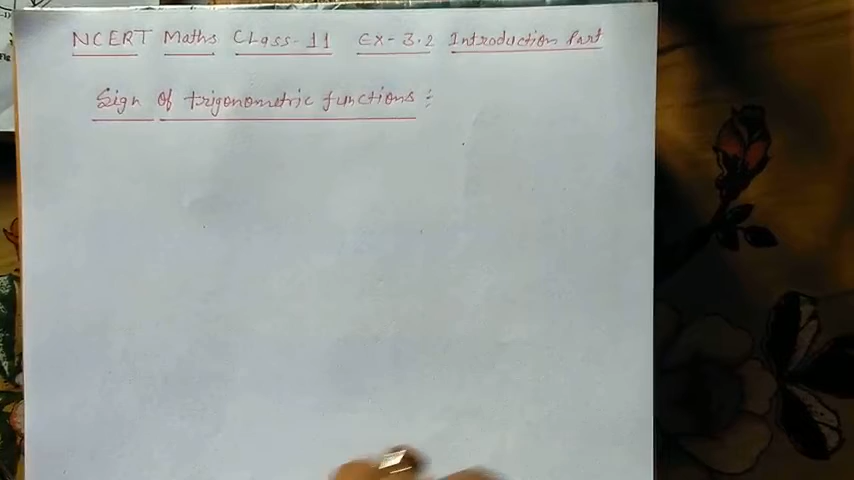 NCERT Maths Class-11 Ex-3.2 Introduction Part
Sign of trigonometric functions: